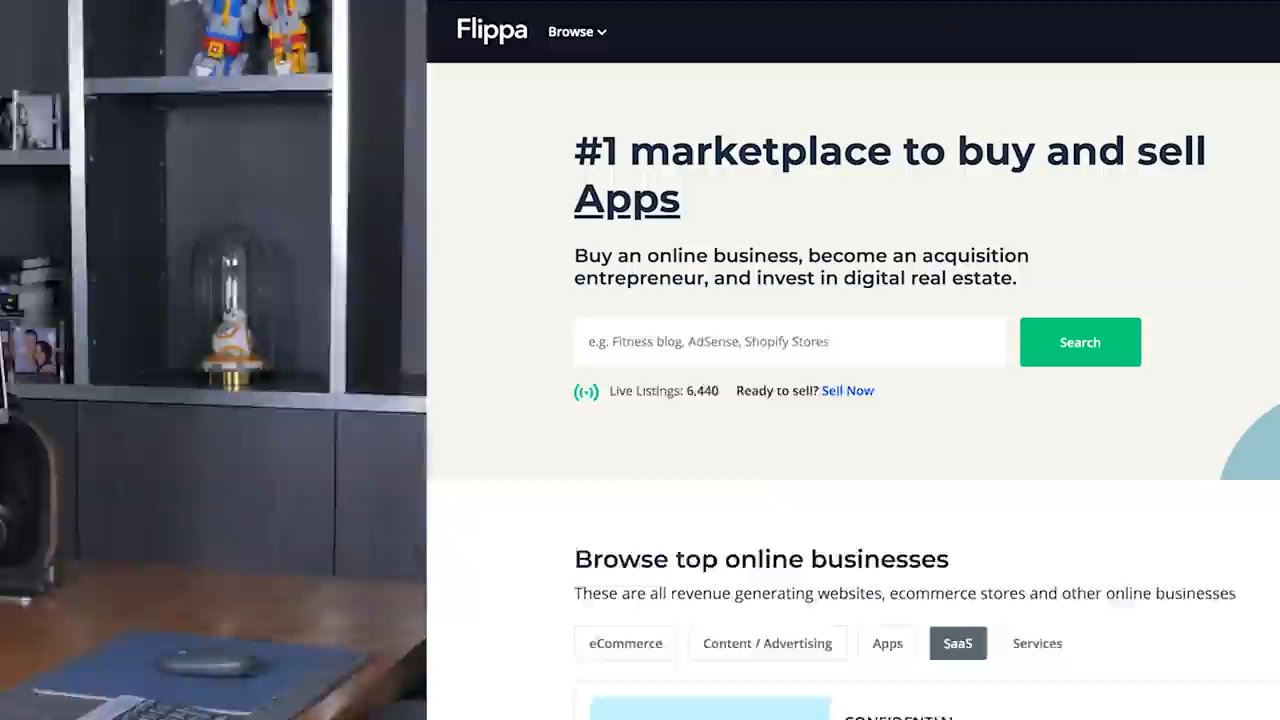 Flippa
Browse
#1 marketplace to buy and sell
Apps
Buy an online business, become an acquisition
entrepreneur, and invest in digital real estate.
e.g. Fitness blog, AdSense, Shopify Stores
Search
Live Listings: 6,440 Ready to sell? Sell Now
Browse top online businesses
These are all revenue generating websites, ecommerce stores and other online businesses
eCommerce Content / Advertising Apps SaaS Services
CONFIDENTIAL